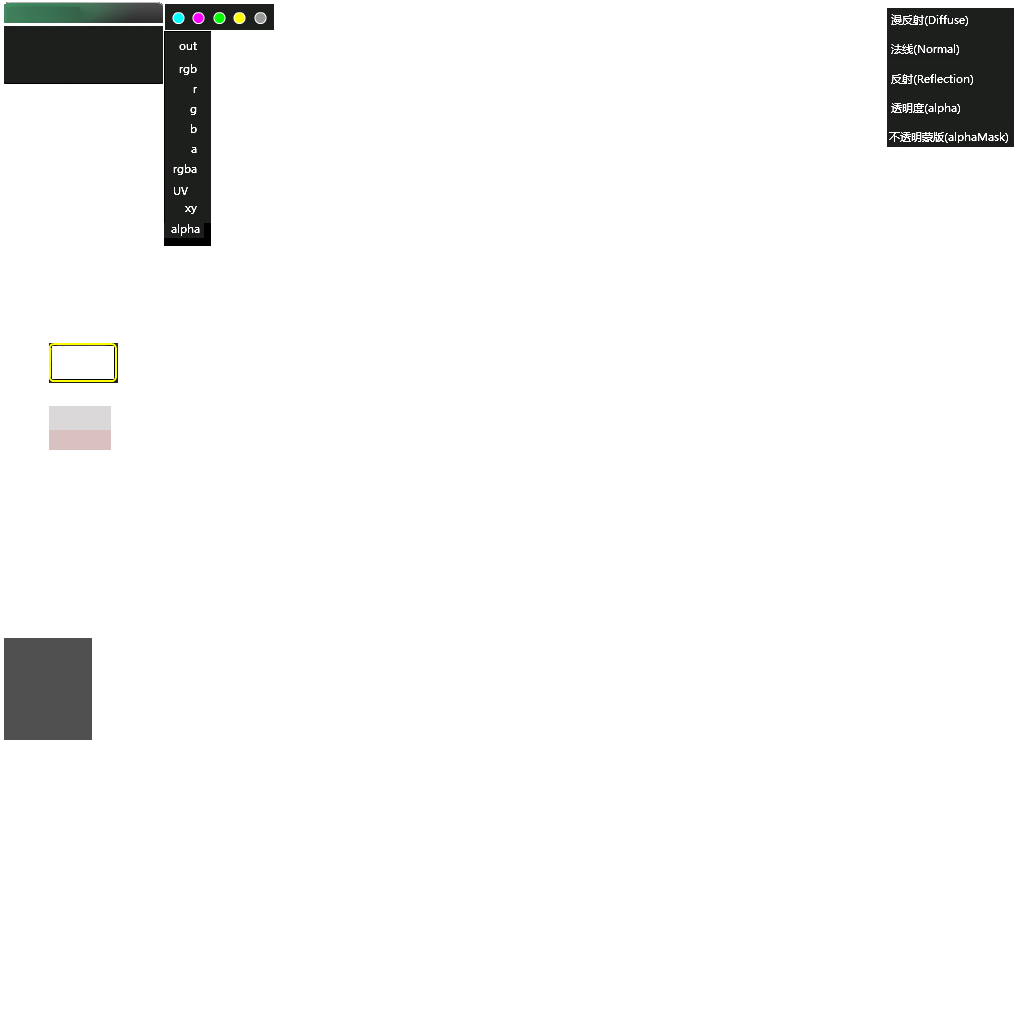 out
rgb
r
g
b
a
rgba
UV
xy
alpha
漫反射(Diffuse)
法线(Normal)
反射(Reflection)
透明度(alpha)
不透明蒙版(alphaMask)